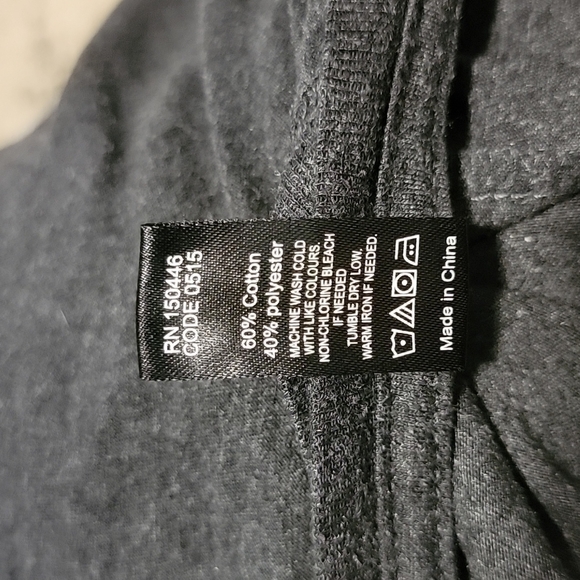 RN 150446
CODE 0515
60% Cotton
40% polyester
MACHINE WASH COLD
WITH LIKE COLOURS.
NON-CHLORINE BLEACH
IF NEEDED
TUMBLE DRY LOW.
WARM IRON IF NEEDED.
Made in China